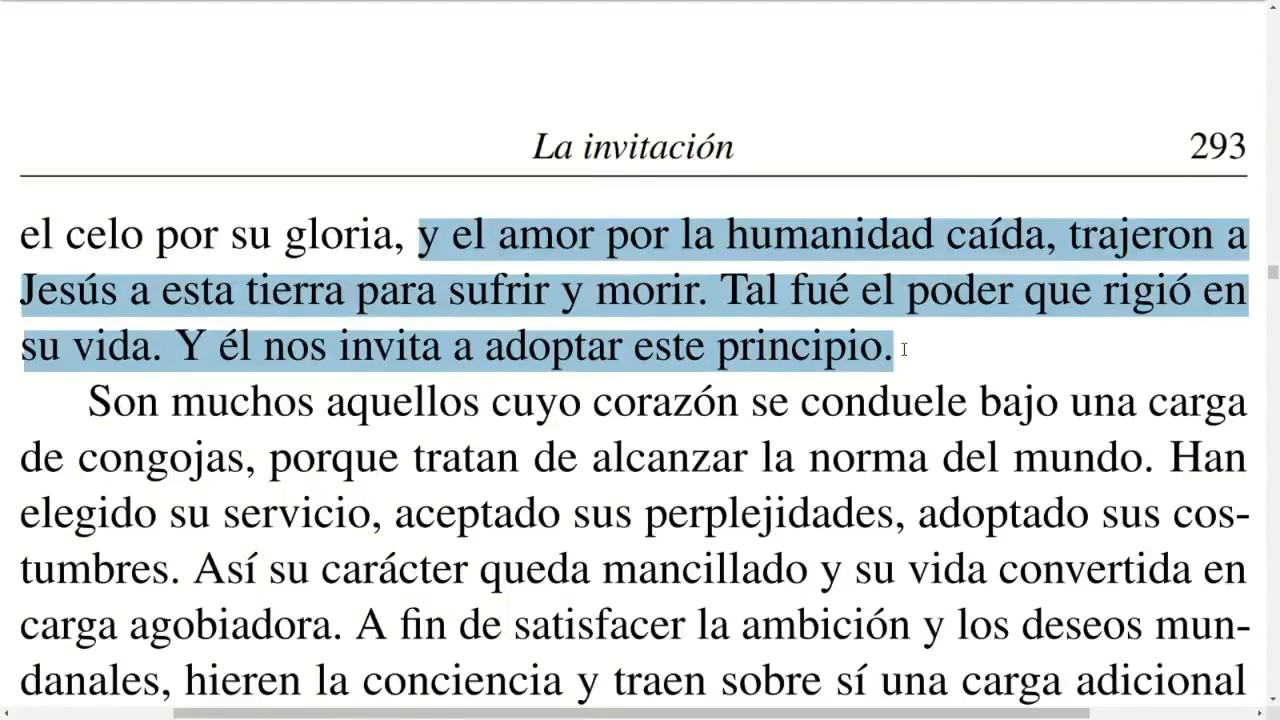 La invitación 293
el celo por su gloria, y el amor por la humanidad caída, trajeron a
Jesús a esta tierra para sufrir y morir. Tal fué el poder que rigió en
su vida. Y él nos invita a adoptar este principio.
Son muchos aquellos cuyo corazón se conduele bajo una carga
de congojas, porque tratan de alcanzar la norma del mundo. Han
elegido su servicio, aceptado sus perplejidades, adoptado sus cos-
tumbres. Así su carácter queda mancillado y su vida convertida en
carga agobiadora. A fin de satisfacer la ambición y los deseos mun-
danales, hieren la conciencia y traen sobre sí una carga adicional